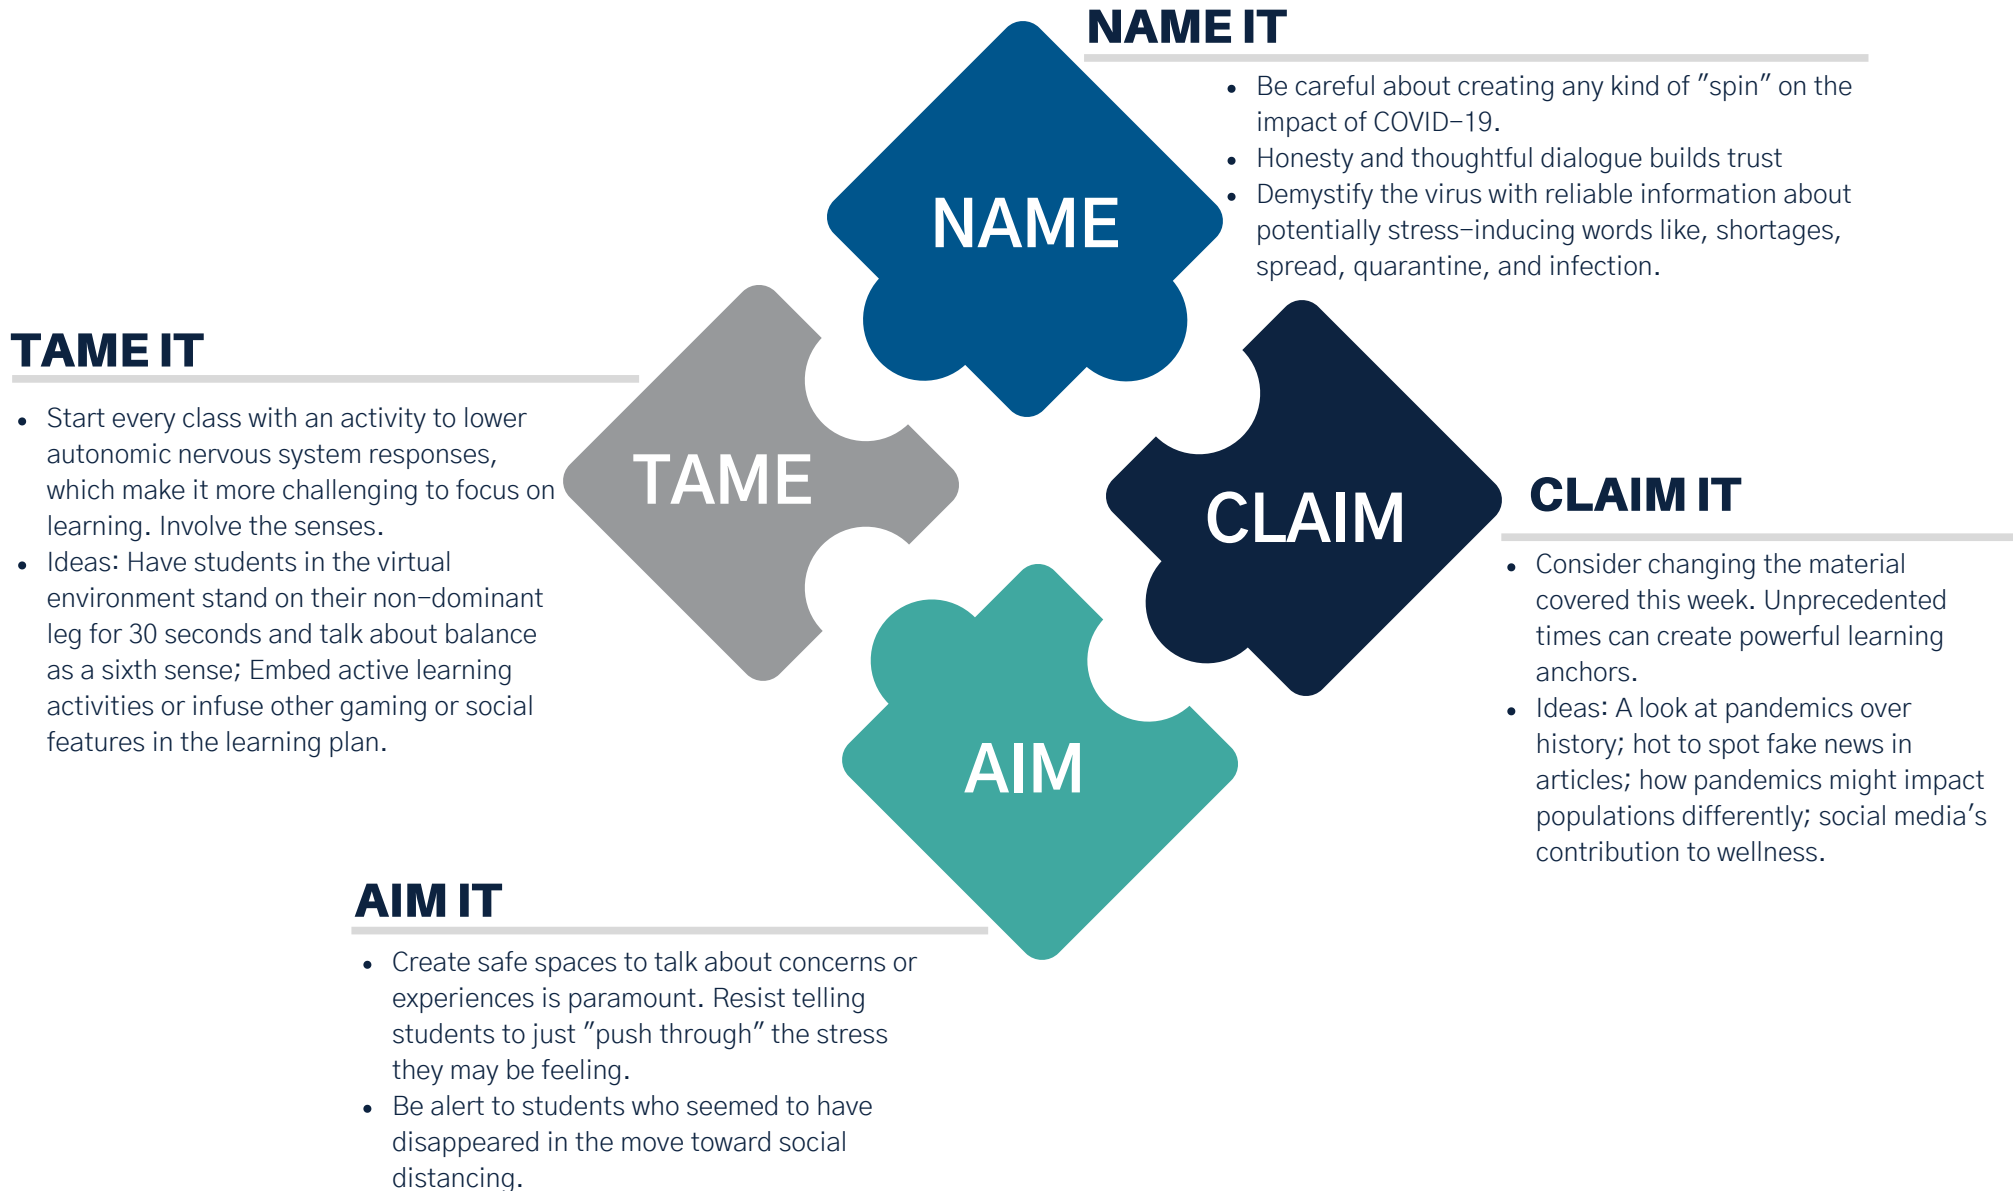 NAME IT
• Be careful about creating any kind of "spin" on the
impact of COVID-19.
• Honesty and thoughtful dialogue builds trust
• Demystify the virus with reliable information about
potentially stress-inducing words like, shortages,
spread, quarantine, and infection.
NAME
TAME IT
• Start every class with an activity to lower
autonomic nervous system responses,
which make it more challenging to focus on
learning. Involve the senses.
• Ideas: Have students in the virtual
environment stand on their non-dominant
leg for 30 seconds and talk about balance
as a sixth sense; Embed active learning
activities or infuse other gaming or social
features in the learning plan.
TAME
CLAIM
CLAIM IT
• Consider changing the material
covered this week. Unprecedented
times can create powerful learning
anchors.
• Ideas: A look at pandemics over
history; hot to spot fake news in
articles; how pandemics might impact
populations differently; social media's
contribution to wellness.
AIM
AIM IT
• Create safe spaces to talk about concerns or
experiences is paramount. Resist telling
students to just "push through" the stress
they may be feeling.
• Be alert to students who seemed to have
disappeared in the move toward social
distancing.